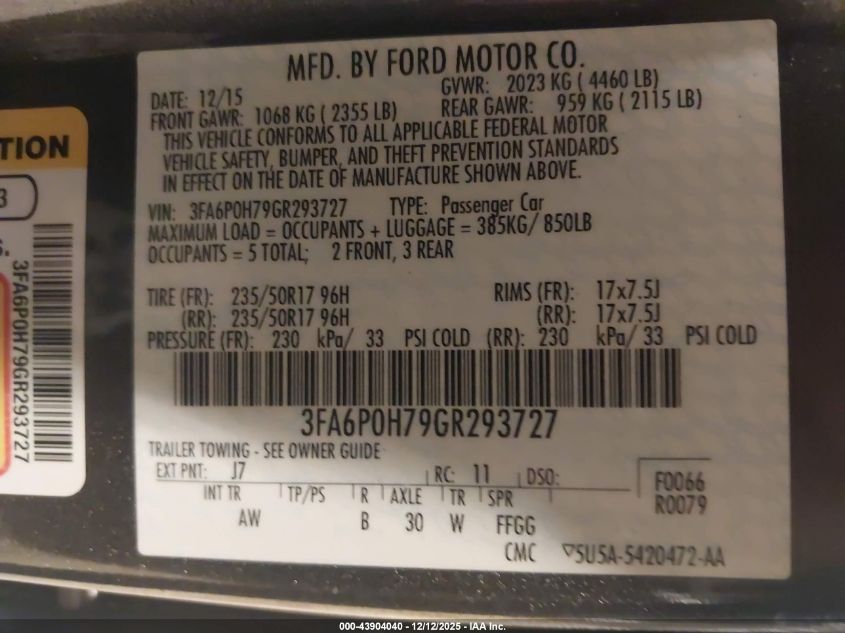 MFD. BY FORD MOTOR CO.
DATE: 12/15 GVWR: 2023 KG ( 4460 LB)
FRONT GAWR: 1068 KG ( 2355 LB) REAR GAWR: 959 KG ( 2115 LB)
THIS VEHICLE CONFORMS TO ALL APPLICABLE FEDERAL MOTOR
VEHICLE SAFETY, BUMPER, AND THEFT PREVENTION STANDARDS
IN EFFECT ON THE DATE OF MANUFACTURE SHOWN ABOVE.
VIN: 3FA6P0H79GR293727 TYPE: Passenger Car
MAXIMUM LOAD = OCCUPANTS + LUGGAGE = 385KG/ 850LB
OCCUPANTS = 5 TOTAL; 2 FRONT, 3 REAR
TIRE (FR): 235/50R17 96H RIMS (FR): 17x7.5J
(RR): 235/50R17 96H (RR): 17x7.5J
PRESSURE (FR): 230 kPa/ 33 PSI COLD (RR): 230 kPa/ 33 PSI COLD
3FA6P0H79GR293727
TRAILER TOWING - SEE OWNER GUIDE
EXT PNT: J7 RC: 11 DSO:
F0066
R0079
INT TR TP/PS R AXLE TR SPR
AW B 30 W FFGG
CMC ▽5U5A-5420472-AA
TION
3
S.
3FA6P0H79GR293727
000-43904040 - 12/12/2025 - IAA Inc.